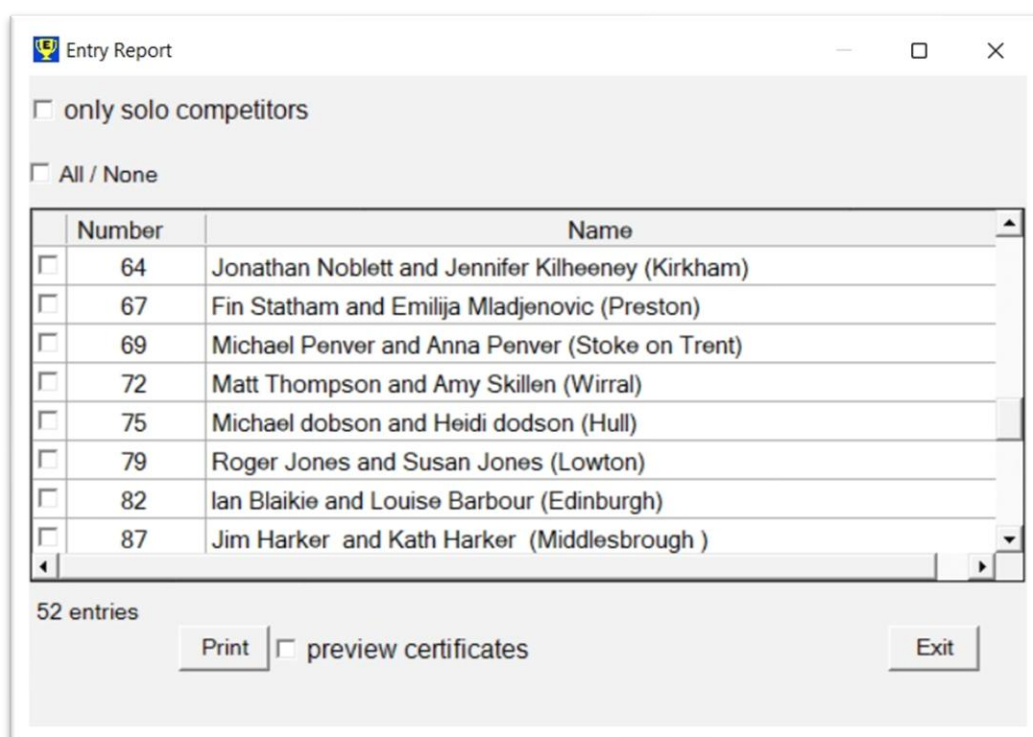 Entry Report
only solo competitors
All / None
Number Name
64 Jonathan Noblett and Jennifer Kilheeney (Kirkham)
67 Fin Statham and Emilija Mladjenovic (Preston)
69 Michael Penver and Anna Penver (Stoke on Trent)
72 Matt Thompson and Amy Skillen (Wirral)
75 Michael dobson and Heidi dodson (Hull)
79 Roger Jones and Susan Jones (Lowton)
82 Ian Blaikie and Louise Barbour (Edinburgh)
87 Jim Harker  and Kath Harker  (Middlesbrough )
52 entries
Print preview certificates Exit